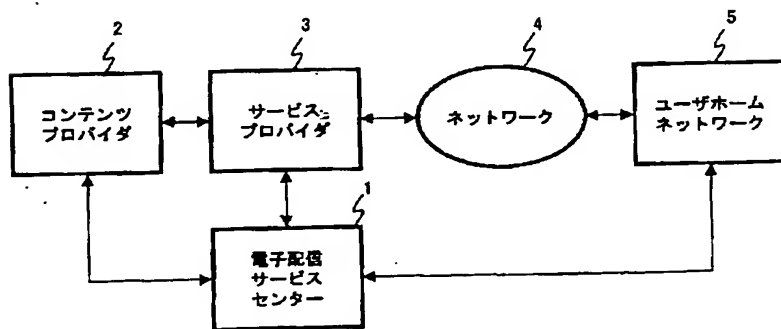 2
3
4
5
コンテンツ
プロバイダ
サービス
プロバイダ
ネットワーク
ユーザホーム
ネットワーク
1
電子配信
サービス
センター